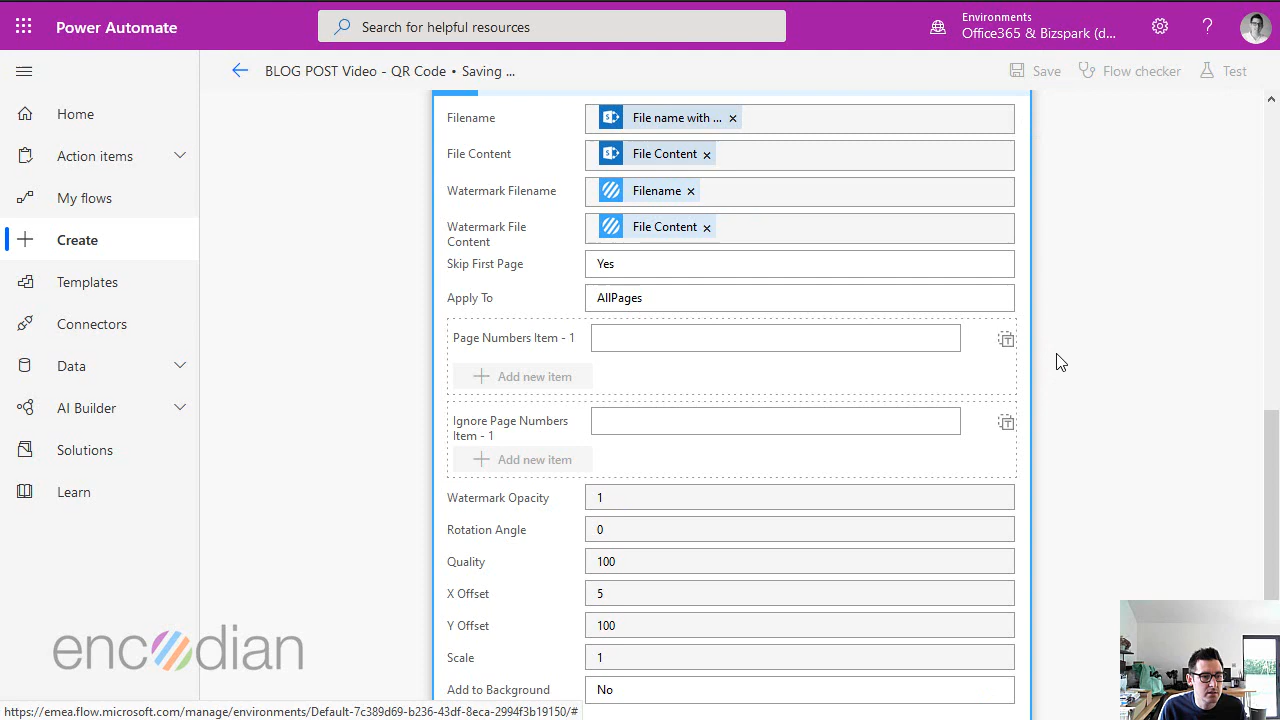 Power Automate
Search for helpful resources
Environments
Office365 & Bizspark (d...
BLOG POST Video - QR Code • Saving ...
Save
Flow checker
Test
Home
Action items
My flows
Create
Templates
Connectors
Data
AI Builder
Solutions
Learn
Filename
File name with ... ×
File Content
File Content ×
Watermark Filename
Filename ×
Watermark File
Content
File Content ×
Skip First Page
Yes
Apply To
AllPages
Page Numbers Item - 1
Add new item
Ignore Page Numbers
Item - 1
Add new item
Watermark Opacity
1
Rotation Angle
0
Quality
100
X Offset
5
Y Offset
100
Scale
1
Add to Background
No
encodian
https://emea.flow.microsoft.com/manage/environments/Default-7c389d69-b236-43df-8eca-2994f3b19150/#